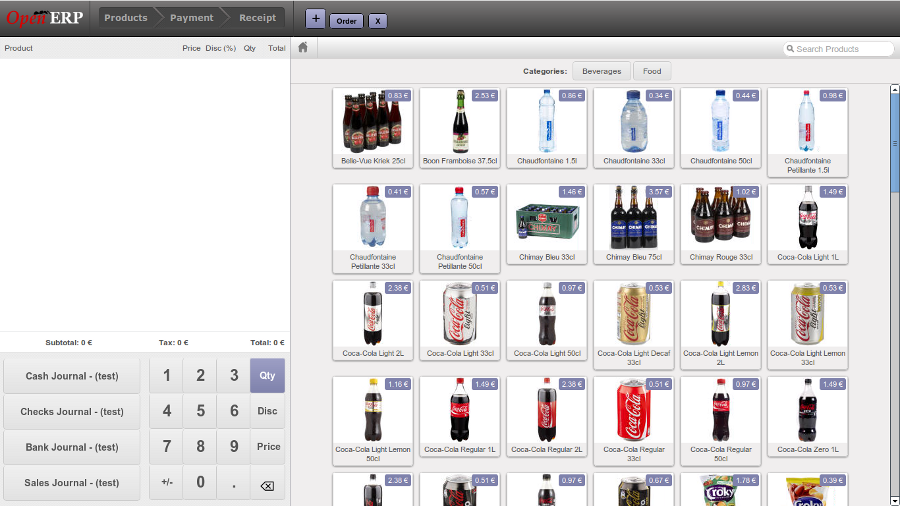 Open ERP
Products Payment Receipt
+ Order X
Product Price Disc (%) Qty Total
Search Products
Categories: Beverages Food
0.83 € 2.53 € 0.86 € 0.34 € 0.44 € 0.98 €
Belle-Vue Kriek 25cl
Boon Framboise 37.5cl
Chaudfontaine 1.5l
Chaudfontaine 33cl
Chaudfontaine 50cl
Chaudfontaine
Petillante 1.5l
0.41 € 0.57 € 1.46 € 3.57 € 1.02 € 1.49 €
Chaudfontaine
Petillante 33cl
Chaudfontaine
Petillante 50cl
Chimay Bleu 33cl
Chimay Bleu 75cl
Chimay Rouge 33cl
Coca-Cola Light 1L
2.38 € 0.51 € 0.97 € 0.53 € 2.83 € 0.53 €
Coca-Cola Light 2L
Coca-Cola Light 33cl
Coca-Cola Light 50cl
Coca-Cola Light Decaf
33cl
Coca-Cola Light Lemon
2L
Coca-Cola Light Lemon
33cl
1.16 € 1.49 € 2.38 € 0.51 € 0.97 € 1.49 €
Coca-Cola Light Lemon
50cl
Coca-Cola Regular 1L
Coca-Cola Regular 2L
Coca-Cola Regular
33cl
Coca-Cola Regular
50cl
Coca-Cola Zero 1L
2.38 € 0.51 € 0.97 € 0.67 € 1.78 € 0.39 €
Croky
Subtotal: 0 € Tax: 0 € Total: 0 €
Cash Journal - (test) 1 2 3 Qty
Checks Journal - (test) 4 5 6 Disc
Bank Journal - (test) 7 8 9 Price
Sales Journal - (test) +/- 0 .